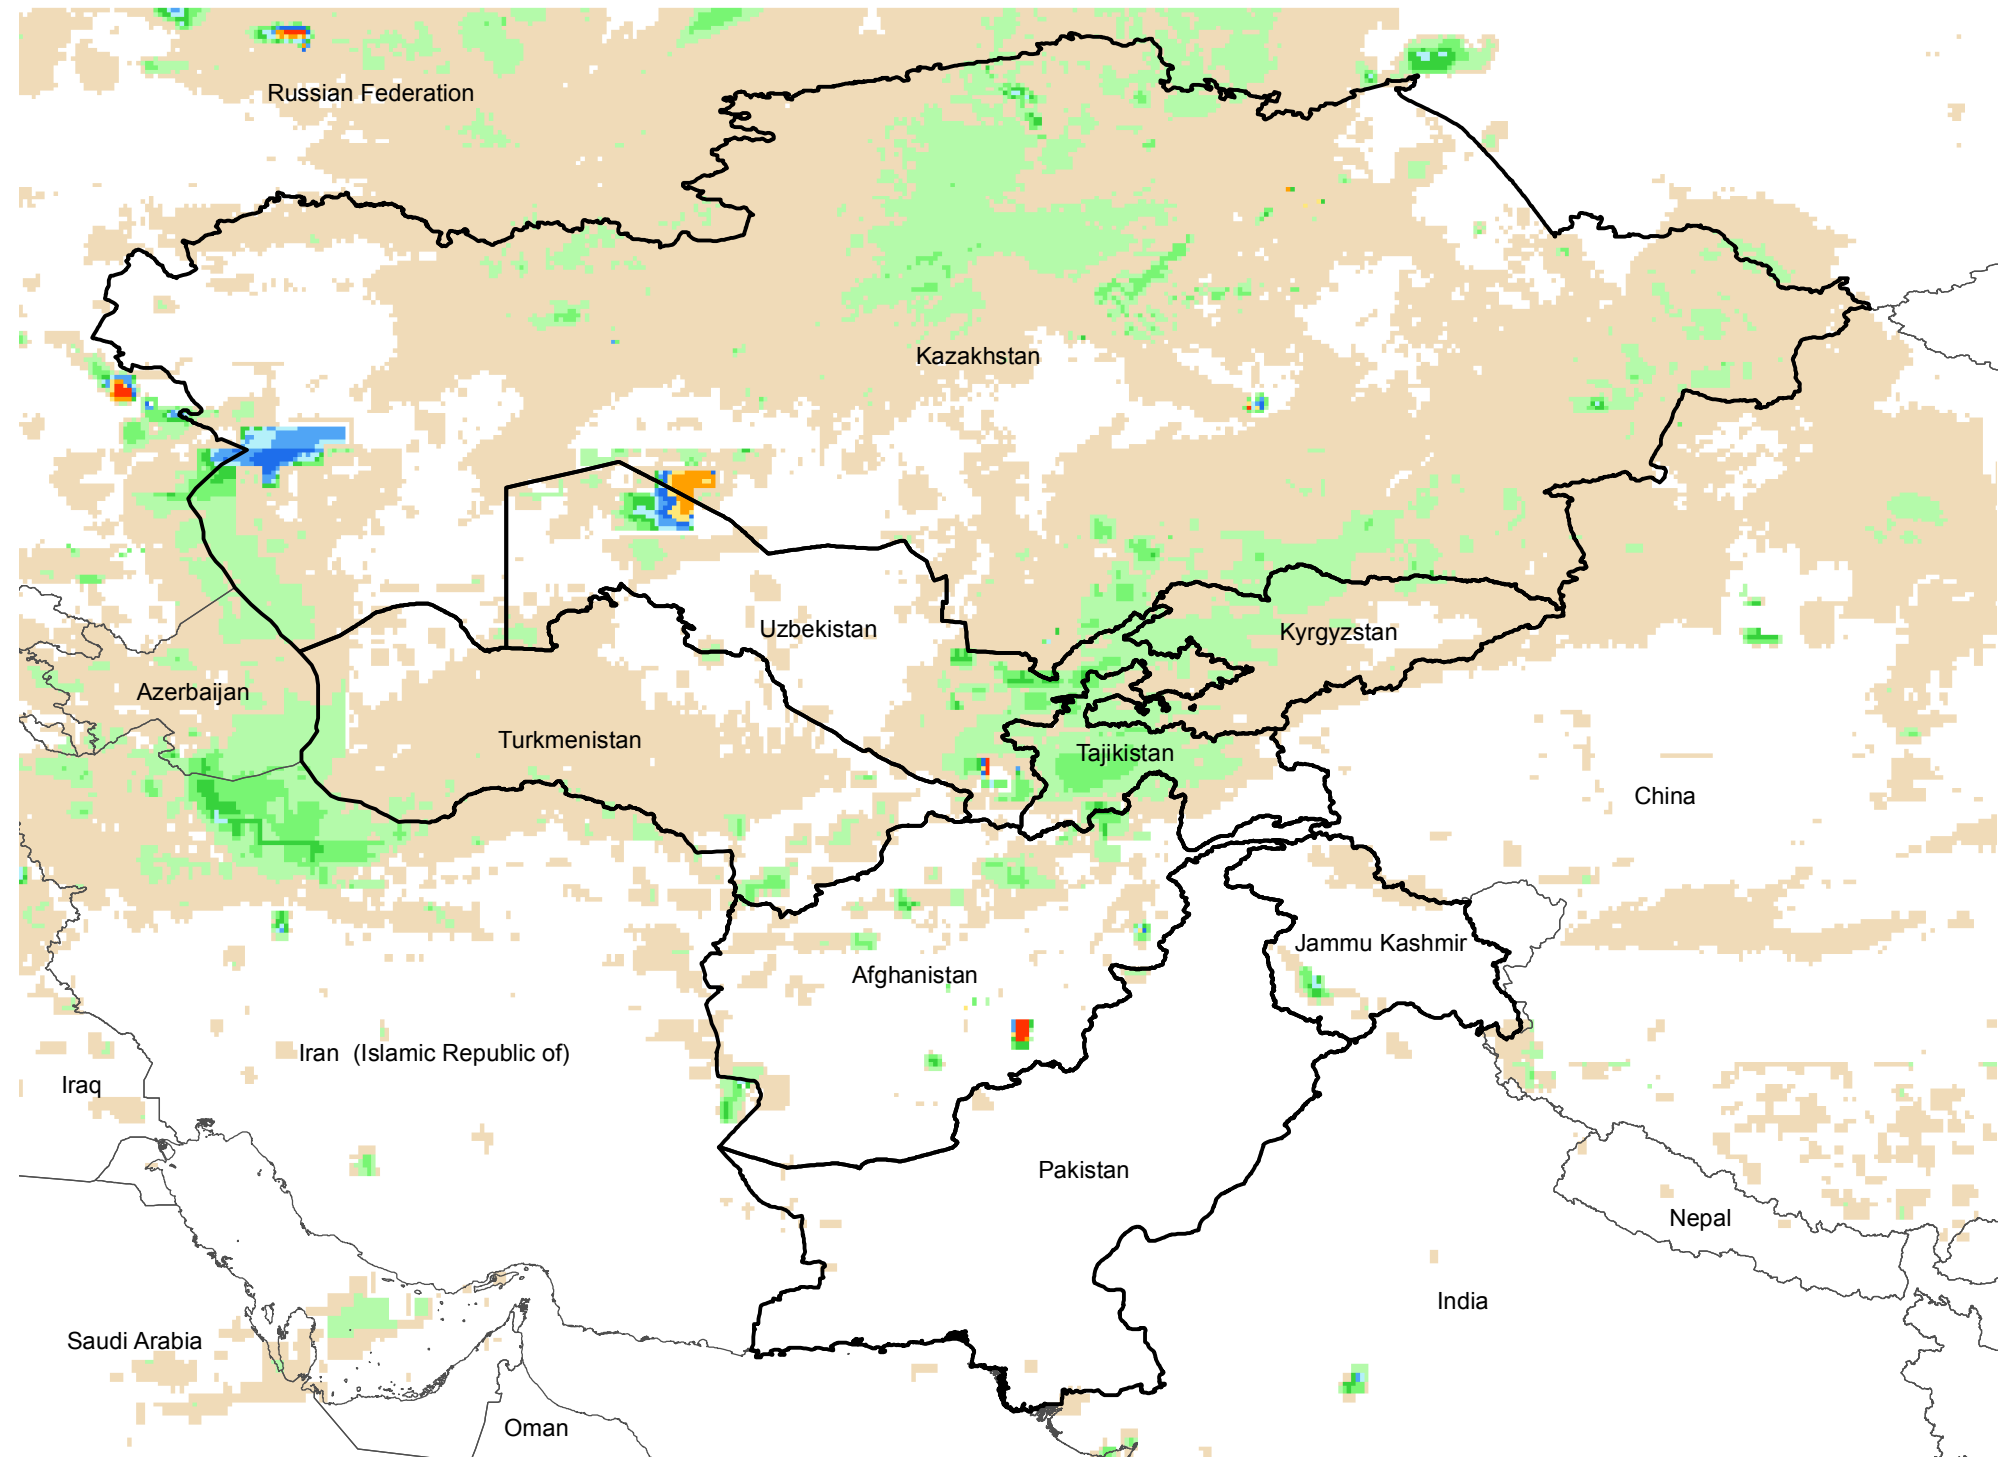 Russian Federation
Kazakhstan
Uzbekistan
Kyrgyzstan
Azerbaijan
Turkmenistan
Tajikistan
China
Jammu Kashmir
Afghanistan
Iran  (Islamic Republic of)
Iraq
Pakistan
Nepal
India
Saudi Arabia
Oman